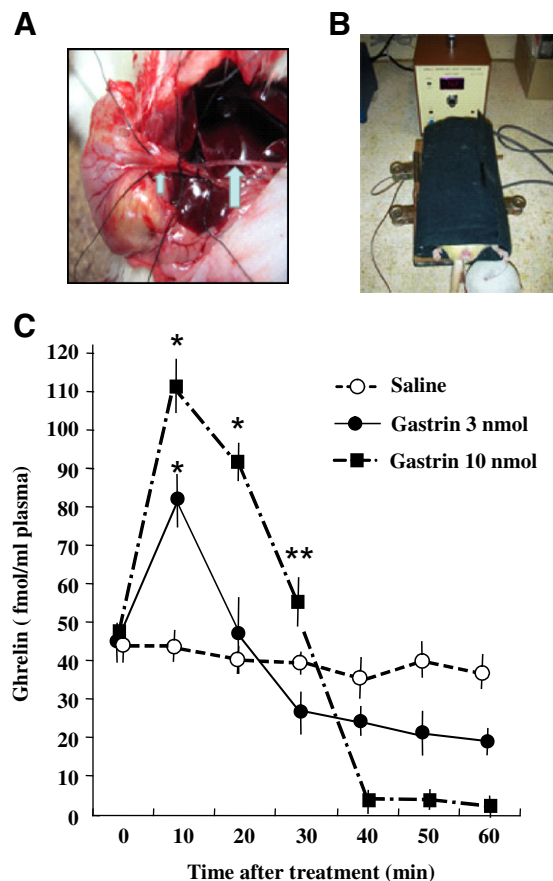 A
B
C
120
110
100
90
80
70
60
50
40
30
20
10
0
Ghrelin ( fmol/ml plasma)
*
*
*
**
Saline
Gastrin 3 nmol
Gastrin 10 nmol
0 10 20 30 40 50 60
Time after treatment (min)